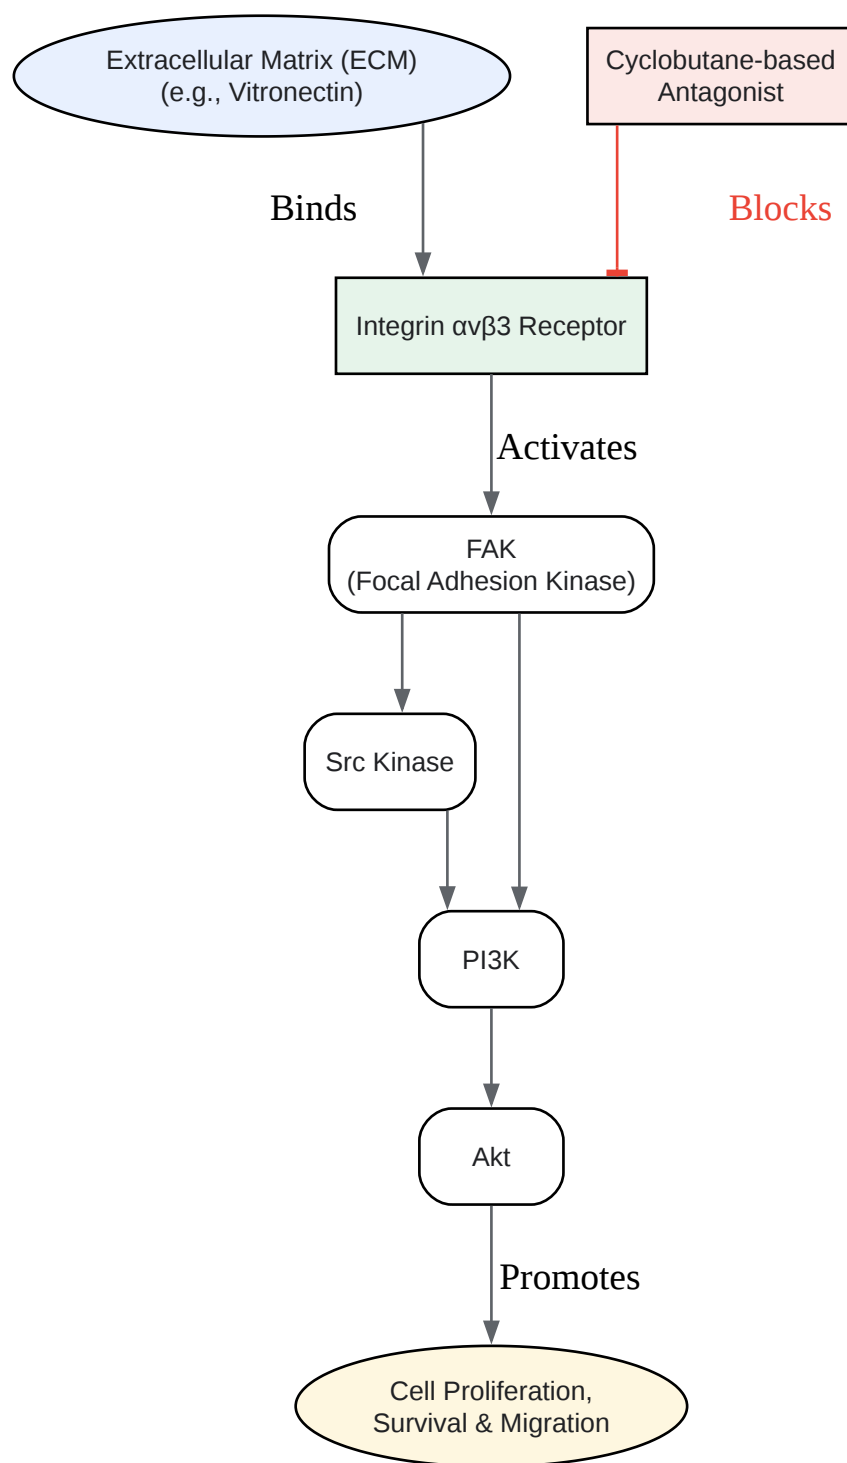 Extracellular Matrix (ECM)
(e.g., Vitronectin)
Cyclobutane-based
Antagonist
Binds
Blocks
Integrin αvβ3 Receptor
Activates
FAK
(Focal Adhesion Kinase)
Src Kinase
PI3K
Akt
Promotes
Cell Proliferation,
Survival & Migration